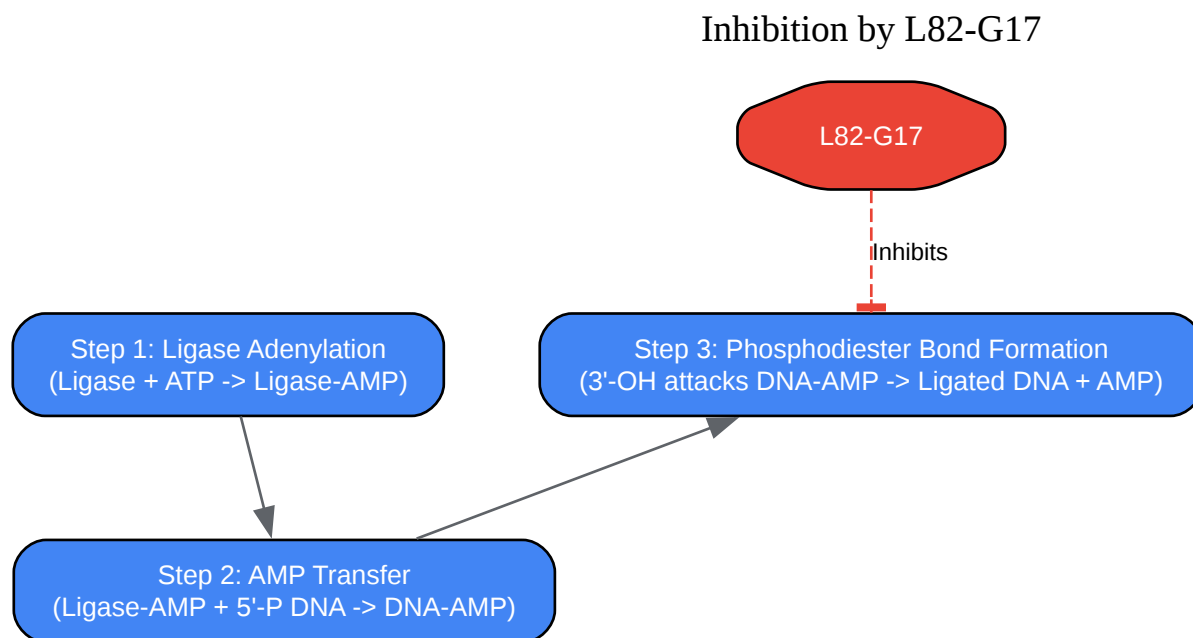 Inhibition by L82-G17
L82-G17
Inhibits
Step 1: Ligase Adenylation
(Ligase + ATP -> Ligase-AMP)
Step 3: Phosphodiester Bond Formation
(3'-OH attacks DNA-AMP -> Ligated DNA + AMP)
Step 2: AMP Transfer
(Ligase-AMP + 5'-P DNA -> DNA-AMP)